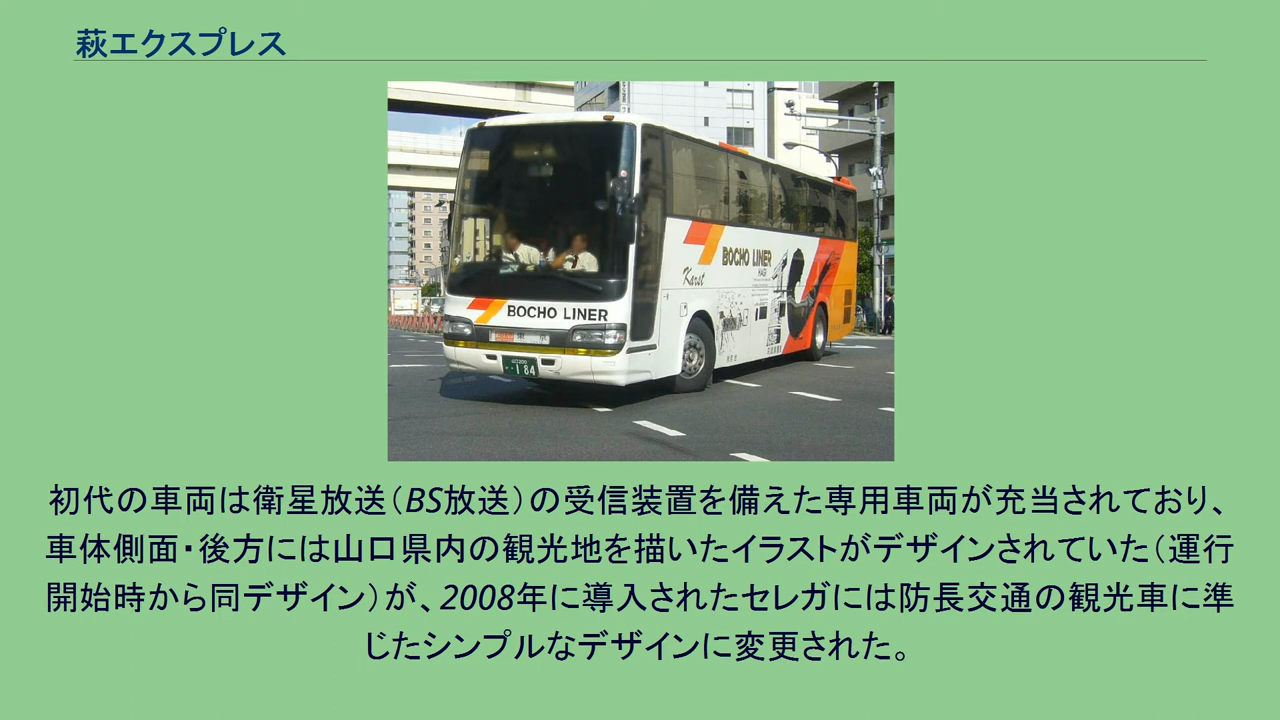 萩エクスプレス
BOCHO LINER
HAGI
Karst
BOCHO LINER
東京
・・184
初代の車両は衛星放送（BS放送）の受信装置を備えた専用車両が充当されており、
車体側面・後方には山口県内の観光地を描いたイラストがデザインされていた（運行
開始時から同デザイン）が、2008年に導入されたセレガには防長交通の観光車に準
じたシンプルなデザインに変更された。